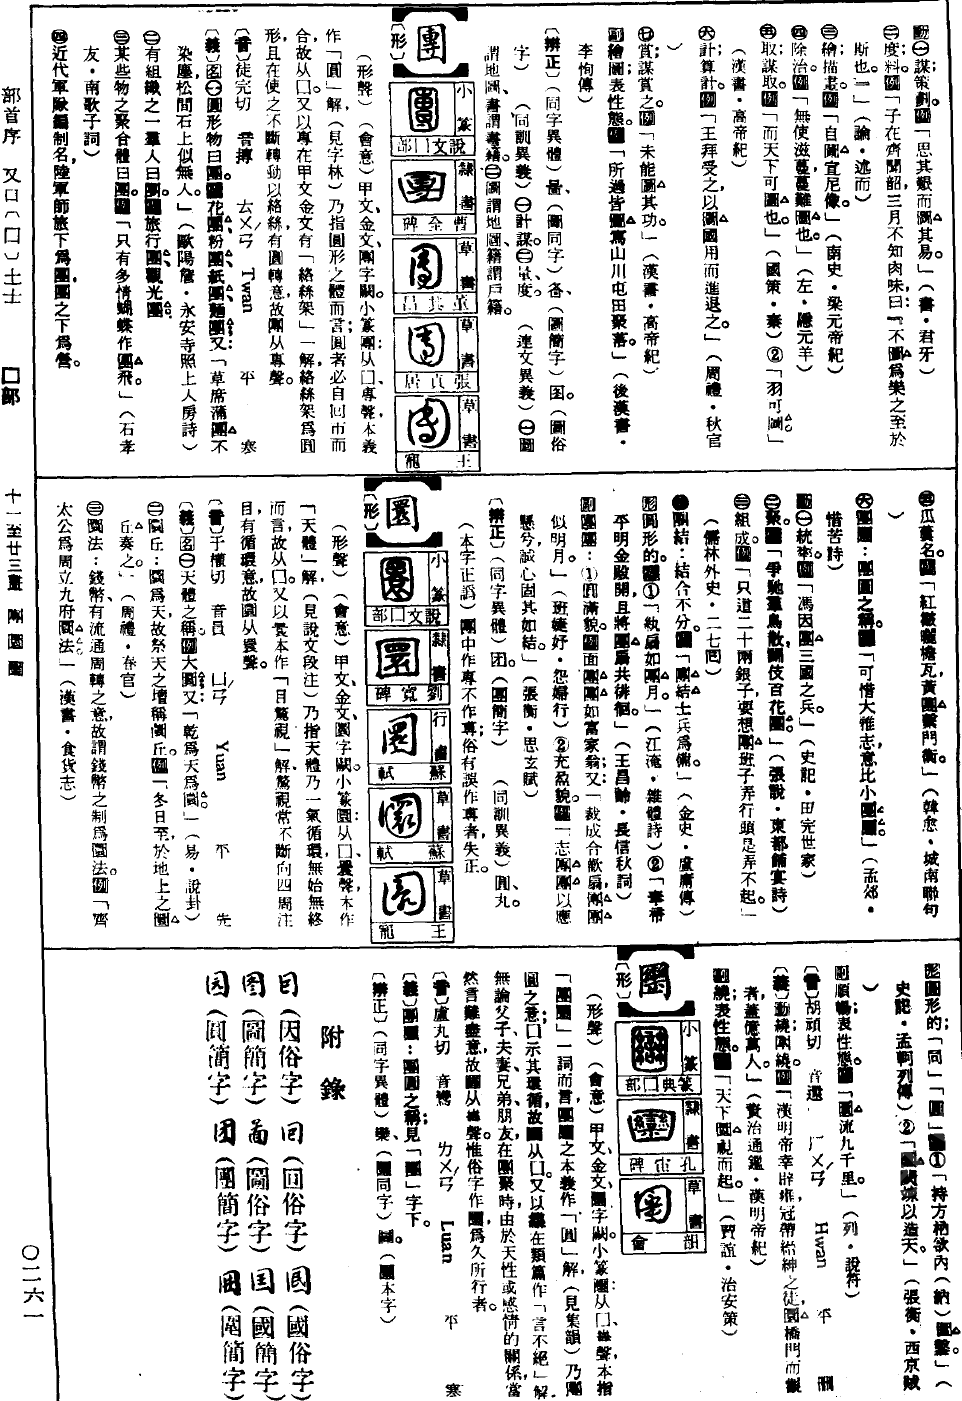 動㊀謀策劃。例「思其艱而圖其易。」(書・君牙)
㊁度;料。例「子在齊聞韶,三月不知肉味,曰:『不圖為樂之至於
斯也。』」(論・述而)
㊂繪;描畫。例「自圖宣尼像。」(南史・梁元帝紀)
㊃除治。例「無使滋蔓,蔓難圖也。」(左・隱元年)
㊄取;謀取。例①「而天下可圖也。」(國策・秦)②「羽可圖」
(漢書・高帝紀)
㊅計算;計。例「王拜受之,以圖國用而進退之。」(周禮・秋官
)
㊆賞;謀賞之。例「未能圖其功。」(漢書・高帝紀)
副繪圖;表性態。例「所過皆圖寫山川屯田聚落。」(後漢書・
李恂傳)
〔辨正〕(同字異體)圖、(圖同字)啚、(圖簡字)图。(圖俗
字) (同訓異義)㊀計謀。㊁量度。 (連文異義)㊀圖
謂地圖,書謂書籍。㊁圖謂地圖,籍謂戶籍。
團
〔形〕
小篆 說文囗部
隸書 曹全碑
草書 董其昌
草書 張貞居
草書 王寵
(形聲)(會意)甲文、金文、團字闕。小篆團:从囗、專聲,本義
作「圓」解,(見字林)乃指圓形之體而言;圓者必自回帀而
合,故从囗。又以專在甲文金文有「絡絲架」一解,絡絲架為圓
形,且在使之不斷轉動以絡絲,有圓轉意,故團从專聲。
〔音〕徒完切 音摶 ㄊㄨㄢˊ Twan 平 寒
〔義〕名㊀圓形物曰團。例花團、粉團、紙團、麵團;又「草席蒲團不
染塵,松間石上似無人。」(歐陽詹・永安寺照上人房詩)
㊁有組織之一羣人曰團。例旅行團、觀光團。
㊂某些物之聚合體曰團。例「只有多情蝴蝶作團飛。」(石孝
友・南歌子詞)
㊃近代軍隊編制名,陸軍師旅下為團,團之下為營。
㊄瓜蔞名。例「紅皺曬檐瓦,黃團繫門衡。」(韓愈・城南聯句
)
㊅團團:團圓之稱。例「可惜大雅志,意比小團團。」(孟郊・
惜苦詩)
動㊀統率。例「馮因團三國之兵。」(史記・田完世家)
㊁聚。例「爭馳羣鳥散,鬭伎百花團。」(張說・東都酺宴詩)
㊂組成。例「只道二十兩銀子要想團班子弄行頭是弄不起。」
(儒林外史・二七回)
㊃團結:結合不分。例「團結士兵為備。」(金史・盧庸傳)
形圓形的。例①「紈扇如團月。」(江淹・雜體詩)②「奉帚
平明金殿開,且將團扇共徘徊。」(王昌齡・長信秋詞)
副團團:①圓滿貌。例面團團如富家翁;又「裁成合歡扇,團團
似明月。」(班婕妤・怨歌行)②充盈貌。例「志團團以應
懸兮,誠心固其如結。」(張衡・思玄賦)
〔辨正〕(同字異體)团。(團簡字) (同訓異義)圓、丸。
(本字正譌)團中作專不作專;俗有誤作專者,失正。
圜
〔形〕
小篆 說文囗部
隸書 劉寬碑
行書 蘇軾
草書 蘇軾
草書 王寵
(形聲)(會意)甲文、金文、圜字闕。小篆圜:从囗、瞏聲,本作
「天體」解,(見說文段注)乃指天體乃一氣循環,無始無終
而言,故从囗。又以瞏本作「目驚視」解,驚視常不斷向四周注
目,有循環意,故圜从瞏聲。
〔音〕于權切 音員 ㄩㄢˊ Yuan 平 先
〔義〕名㊀天體之稱。例大圜;又「乾為天,為圜。」(易・說卦)
㊁圜丘:圜為天,故祭天之壇稱圜丘。例「冬日至,於地上之圜
丘奏之。」(周禮・春官)
㊂圜法:錢幣有流通周轉之意,故謂錢幣之制為圜法。例「齊
太公為周立九府圜法。」(漢書・食貨志)
形圓形的;「同」「圓」。例①「持方枘欲內(納)圜鑿。」(
史記・孟軻列傳)②「圜闕竦以造天。」(張衡・西京賦
)
副順暢;表性態。例「圜流九千里。」(列・說符)
〔音〕胡頑切 音還 ㄏㄨㄢˊ Hwan 平 刪
〔義〕動繞;圍繞。例「漢明帝幸辟雍,冠帶縉紳之徒,圜橋門而觀
者,蓋億萬人。」(資治通鑑・漢明帝紀)
副繞;表性態。例「天下圜視而起。」(賈誼・治安策)
圞
〔形〕
小篆 篆典囗部
隸書 孔宙碑
草書 韻會
(形聲)(會意)甲文、金文、圞字闕。小篆圞:从囗、䜌聲,本指
「團圞」一詞而言;團圞之本義作「圓」解,(見集韻)乃團
圓之意;囗示其環循,故圞从囗。又以䜌在類篇作「言不絕」解
,無論父子、夫妻、兄弟、朋友,在團聚時由於天性或感情的關係,當
然言難盡意,故圞从䜌聲。惟俗字作圝,為久所行者。
〔音〕盧丸切 音鸞 ㄌㄨㄢˊ Luan 平 寒
〔義〕團圞:團圓之稱;見「團」字下。
〔辨正〕(同字異體)欒、(圞同字)圝。(圞本字)
附錄
囙(因俗字) 囬(回俗字) 囻(國俗字)
图(圖簡字) 啚(圖俗字) 国(國簡字)
园(圓簡字) 团(團簡字) 囲(圍簡字)
部首序 又口(囗)土士 囗部 十一至廿三畫 團圜圞 〇二六一